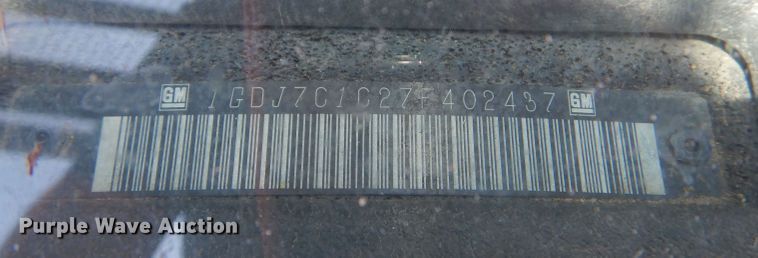 GM 1GDJ7C1C27F402437 GM
Purple Wave Auction